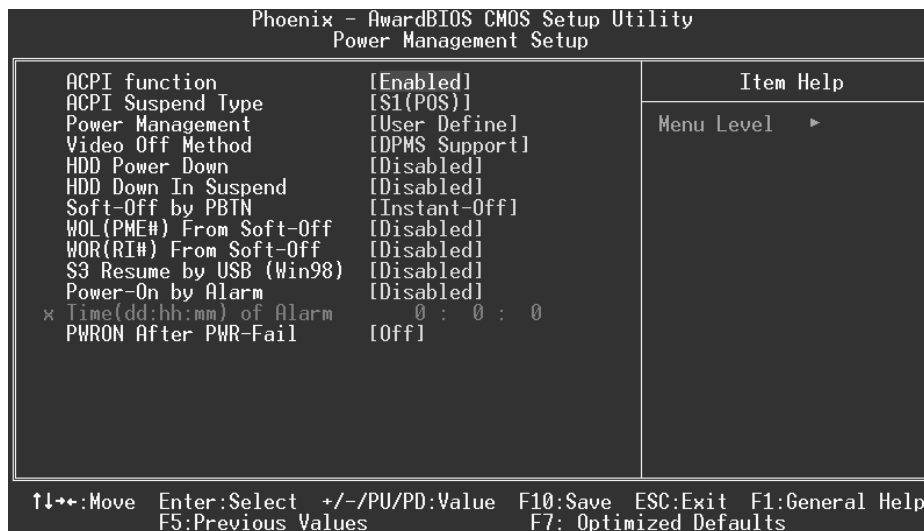 Phoenix - AwardBIOS CMOS Setup Utility
Power Management Setup
ACPI function [Enabled]
ACPI Suspend Type [S1(POS)]
Power Management [User Define]
Video Off Method [DPMS Support]
HDD Power Down [Disabled]
HDD Down In Suspend [Disabled]
Soft-Off by PBTN [Instant-Off]
WOL(PME#) From Soft-Off [Disabled]
WOR(RI#) From Soft-Off [Disabled]
S3 Resume by USB (Win98) [Disabled]
Power-On by Alarm [Disabled]
x Time(dd:hh:mm) of Alarm 0 : 0 : 0
PWRON After PWR-Fail [Off]
Item Help
Menu Level ►
↑↓→←:Move Enter:Select +/-/PU/PD:Value F10:Save ESC:Exit F1:General Help
F5:Previous Values F7: Optimized Defaults